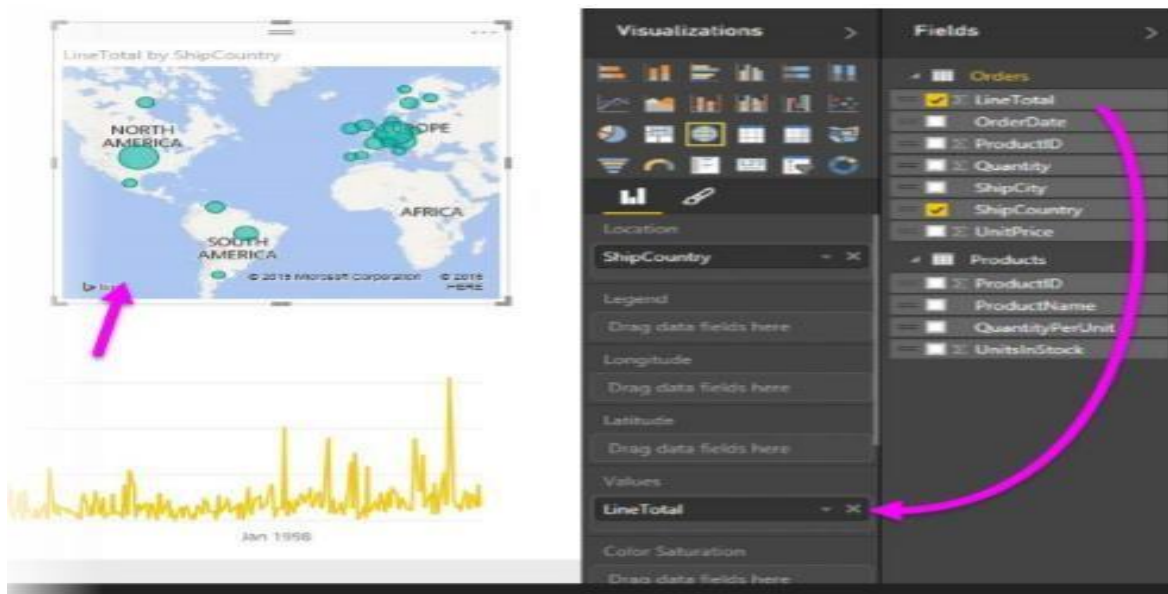 LineTotal by ShipCountry
NORTH
AMERICA
OPE
AFRICA
SOUTH
AMERICA
© 2015 Microsoft Corporation © 2015
HERE
Jan 1998
Visualizations
Location
ShipCountry
Legend
Drag data fields here
Longitude
Drag data fields here
Latitude
Drag data fields here
Values
LineTotal
Color Saturation
Drag data fields here
Fields
Orders
LineTotal
OrderDate
ProductID
Quantity
ShipCity
ShipCountry
UnitPrice
Products
ProductID
ProductName
QuantityPerUnit
UnitsInStock